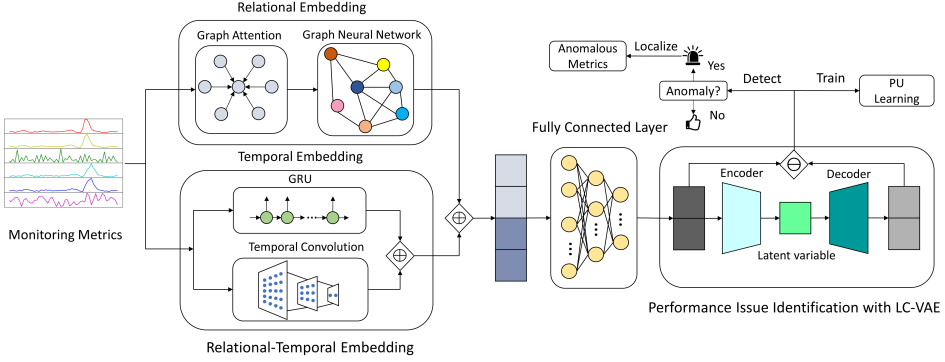 Relational Embedding
Graph Attention
Graph Neural Network
Temporal Embedding
GRU
Temporal Convolution
Monitoring Metrics
Relational-Temporal Embedding
Fully Connected Layer
Anomalous
Metrics
Localize
Yes
Anomaly?
No
Detect
Train
PU
Learning
Encoder
Decoder
Latent variable
Performance Issue Identification with LC-VAE